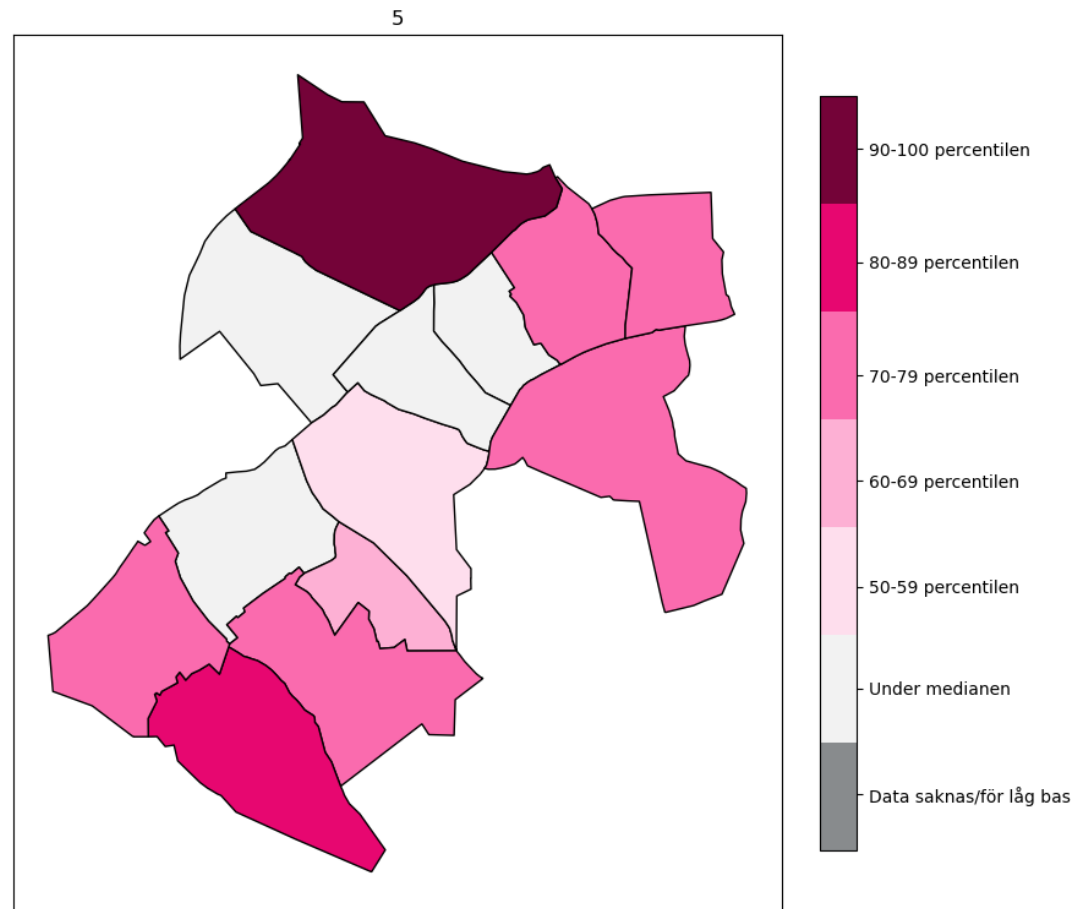 5
90-100 percentilen
80-89 percentilen
70-79 percentilen
60-69 percentilen
50-59 percentilen
Under medianen
Data saknas/för låg bas